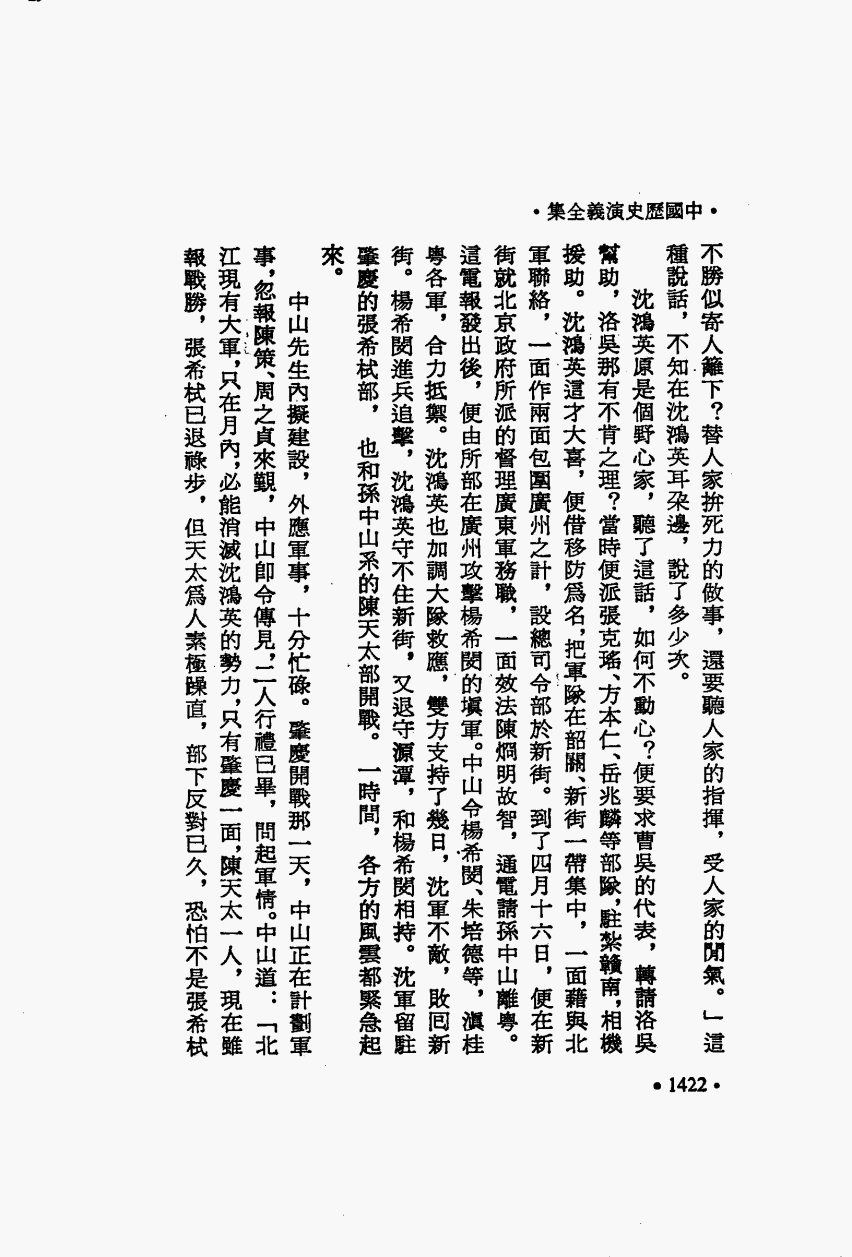 ·中國歷史演義全集·
不勝似寄人籬下？替人家拚死力的做事，還要聽人家的指揮，受人家的閒氣。」這
種說話，不知在沈鴻英耳朵邊，說了多少次。
沈鴻英原是個野心家，聽了這話，如何不動心？便要求曹吳的代表，轉請洛吳
幫助，洛吳那有不肯之理？當時便派張克瑤、方本仁、岳兆麟等部隊，駐紮贛南，相機
援助。沈鴻英這才大喜，便借移防爲名，把軍隊在韶關、新街一帶集中，一面藉與北
軍聯絡，一面作兩面包圍廣州之計，設總司令部於新街。到了四月十六日，便在新
街就北京政府所派的督理廣東軍務職，一面效法陳烱明故智，通電請孫中山離粵。
這電報發出後，便由所部在廣州攻擊楊希閔的塡軍。中山令楊希閔、朱培德等，滇桂
粵各軍，合力抵禦。沈鴻英也加調大隊救應，雙方支持了幾日，沈軍不敵，敗囘新
街。楊希閔進兵追擊，沈鴻英守不住新街，又退守源潭，和楊希閔相持。沈軍留駐
肇慶的張希栻部，也和孫中山系的陳天太部開戰。一時間，各方的風雲都緊急起
來。
中山先生內擬建設，外應軍事，十分忙碌。肇慶開戰那一天，中山正在計劃軍
事，忽報陳策、周之貞來覲，中山卽令傳見，二人行禮已畢，問起軍情。中山道：「北
江現有大軍，只在月內，必能消滅沈鴻英的勢力，只有肇慶一面，陳天太一人，現在雖
報戰勝，張希栻已退祿步，但天太爲人素極躁直，部下反對已久，恐怕不是張希栻
·1422·